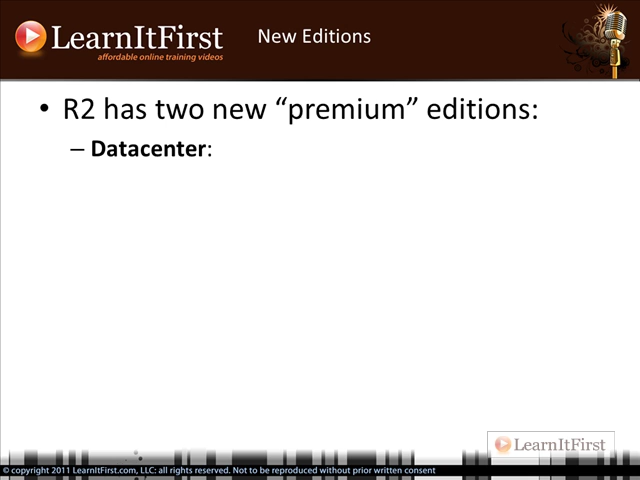 LearnItFirst
affordable online training videos
New Editions
• R2 has two new “premium” editions:
– Datacenter:
LearnItFirst
© copyright 2011 LearnItFirst.com, LLC: all rights reserved. Not to be reproduced without prior written consent